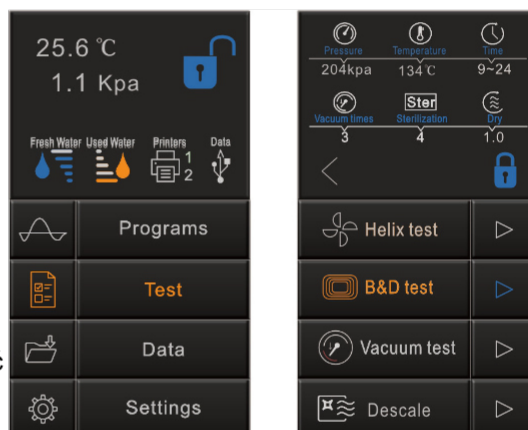 25.6 ℃
1.1 Kpa
Fresh Water Used Water Printers Data
1
2
Programs
Test
Data
Settings
Pressure Temperature Time
204kpa 134℃ 9~24
Ster
Vacuum times Sterilization Dry
3 4 1.0
Helix test
B&D test
Vacuum test
Descale